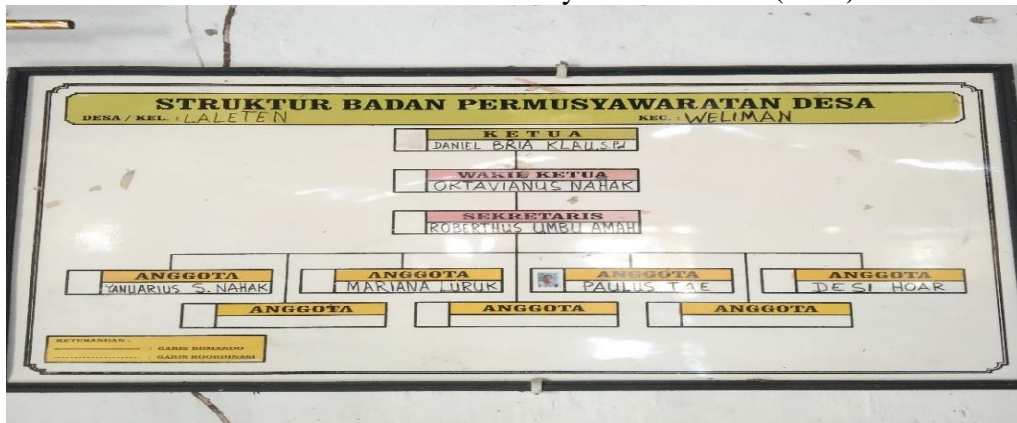 STRUKTUR BADAN PERMUSYAWARATAN DESA
DESA / KEL. : LALETEN KEC. : WELIMAN
KETUA
DANIEL BRIA KLAU,S.Pd
WAKIL KETUA
OKTAVIANUS NAHAK
SEKRETARIS
ROBERTHUS UMBU AMAH
ANGGOTA ANGGOTA ANGGOTA ANGGOTA
YANUARIUS S. NAHAK MARIANA LURUK PAULUS TAE DESI HOAR
ANGGOTA ANGGOTA ANGGOTA
KETERANGAN :
: GARIS KOMANDO
: GARIS KOORDINASI